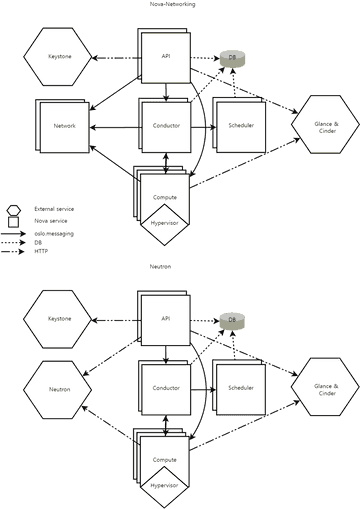 Nova-Networking
Keystone
API
DB
Network
Conductor
Scheduler
Glance &
Cinder
Compute
Hypervisor
External service
Nova service
oslo.messaging
DB
HTTP
Neutron
Keystone
API
DB
Neutron
Conductor
Scheduler
Glance &
Cinder
Compute
Hypervisor